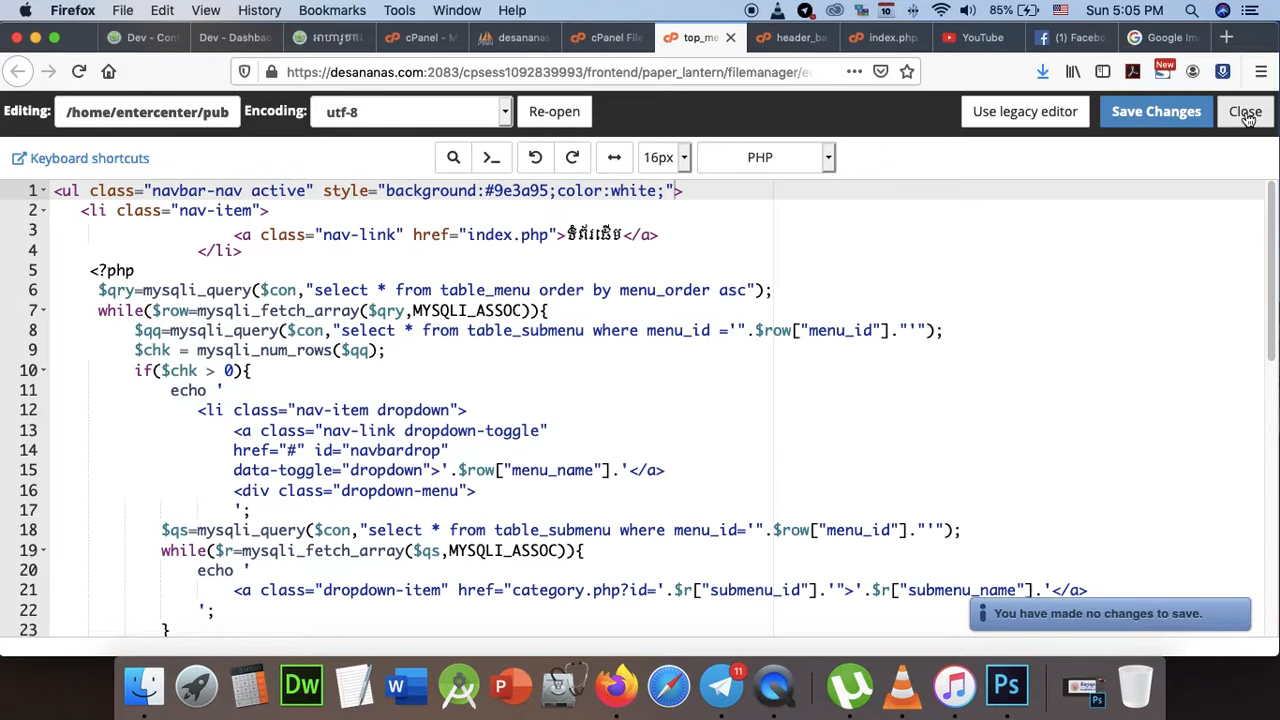 Firefox File Edit View History Bookmarks Tools Window Help 85% Sun 5:05 PM
Dev - Con Dev - Dashboa cPanel - M desananas cPanel File top_me header_ba index.php YouTube (1) Facebo Google Im
https://desananas.com:2083/cpsess1092839993/frontend/paper_lantern/filemanager/e New
Editing: /home/entercenter/pub Encoding: utf-8 Re-open Use legacy editor Save Changes Close
Keyboard shortcuts 16px PHP
1 <ul class="navbar-nav active" style="background:#9e3a95;color:white;">
2 <li class="nav-item">
3 <a class="nav-link" href="index.php">ទំព័រដើម</a>
4 </li>
5 <?php
6 $qry=mysqli_query($con,"select * from table_menu order by menu_order asc");
7 while($row=mysqli_fetch_array($qry,MYSQLI_ASSOC)){
8 $qq=mysqli_query($con,"select * from table_submenu where menu_id ='".$row["menu_id"]."'");
9 $chk = mysqli_num_rows($qq);
10 if($chk > 0){
11 echo '
12 <li class="nav-item dropdown">
13 <a class="nav-link dropdown-toggle"
14 href="#" id="navbardrop"
15 data-toggle="dropdown">'.$row["menu_name"].'</a>
16 <div class="dropdown-menu">
17 ';
18 $qs=mysqli_query($con,"select * from table_submenu where menu_id='".$row["menu_id"]."'");
19 while($r=mysqli_fetch_array($qs,MYSQLI_ASSOC)){
20 echo '
21 <a class="dropdown-item" href="category.php?id='.$r["submenu_id"].'">'.$r["submenu_name"].'</a>
22 ';
You have made no changes to save.
23 }
Dw W P 11 Ps Ps